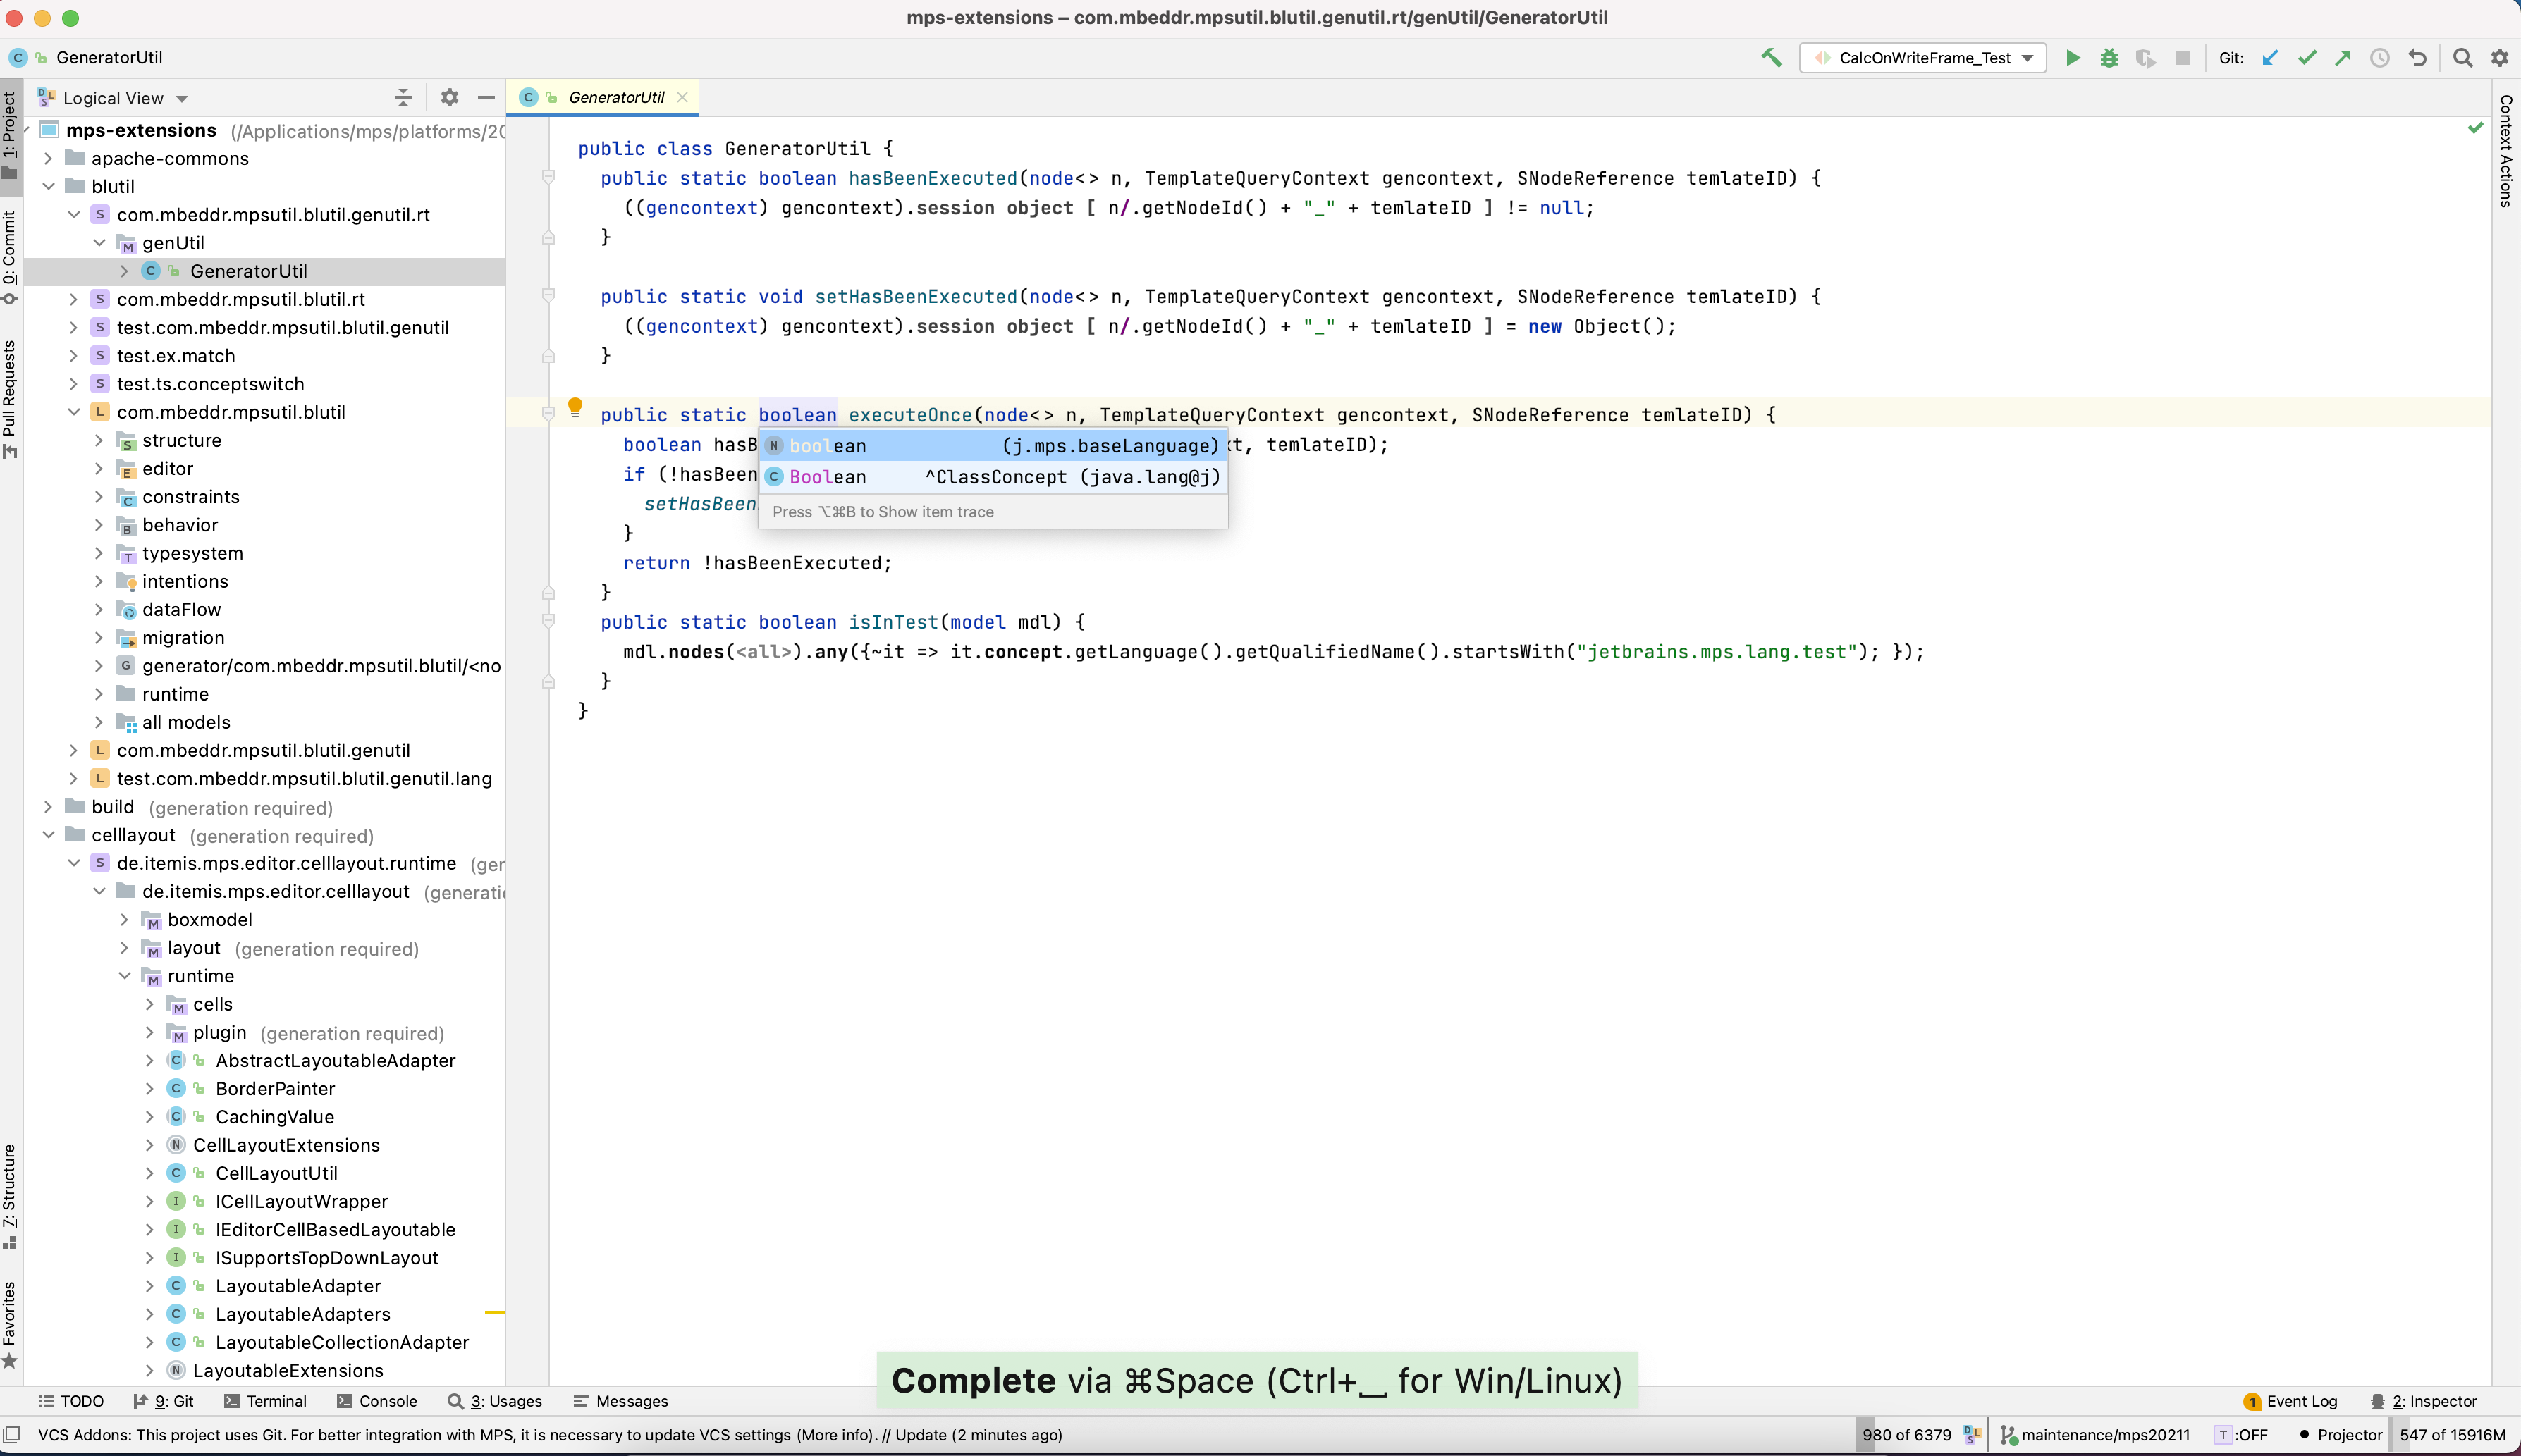 mps-extensions – com.mbeddr.mpsutil.blutil.genutil.rt/genUtil/GeneratorUtil
GeneratorUtil
CalcOnWriteFrame_Test
Git:
1: Project
0: Commit
Pull Requests
Z: Structure
Favorites
Logical View
mps-extensions (/Applications/mps/platforms/20
apache-commons
blutil
com.mbeddr.mpsutil.blutil.genutil.rt
genUtil
GeneratorUtil
com.mbeddr.mpsutil.blutil.rt
test.com.mbeddr.mpsutil.blutil.genutil
test.ex.match
test.ts.conceptswitch
com.mbeddr.mpsutil.blutil
structure
editor
constraints
behavior
typesystem
intentions
dataFlow
migration
generator/com.mbeddr.mpsutil.blutil/<no
runtime
all models
com.mbeddr.mpsutil.blutil.genutil
test.com.mbeddr.mpsutil.blutil.genutil.lang
build (generation required)
celllayout (generation required)
de.itemis.mps.editor.celllayout.runtime (ger
de.itemis.mps.editor.celllayout (generati
boxmodel
layout (generation required)
runtime
cells
plugin (generation required)
AbstractLayoutableAdapter
BorderPainter
CachingValue
CellLayoutExtensions
CellLayoutUtil
ICellLayoutWrapper
IEditorCellBasedLayoutable
ISupportsTopDownLayout
LayoutableAdapter
LayoutableAdapters
LayoutableCollectionAdapter
LayoutableExtensions
GeneratorUtil
public class GeneratorUtil {
public static boolean hasBeenExecuted(node<> n, TemplateQueryContext gencontext, SNodeReference temlateID) {
((gencontext) gencontext).session object [ n/.getNodeId() + "_" + temlateID ] != null;
}
public static void setHasBeenExecuted(node<> n, TemplateQueryContext gencontext, SNodeReference temlateID) {
((gencontext) gencontext).session object [ n/.getNodeId() + "_" + temlateID ] = new Object();
}
public static boolean executeOnce(node<> n, TemplateQueryContext gencontext, SNodeReference temlateID) {
boolean hasB
xt, temlateID);
if (!hasBeen
setHasBeen
}
return !hasBeenExecuted;
}
public static boolean isInTest(model mdl) {
mdl.nodes(<all>).any({~it => it.concept.getLanguage().getQualifiedName().startsWith("jetbrains.mps.lang.test"); });
}
}
boolean (j.mps.baseLanguage)
Boolean ^ClassConcept (java.lang@j)
Press ⌥⌘B to Show item trace
Context Actions
Complete via ⌘Space (Ctrl+_ for Win/Linux)
TODO
9: Git
Terminal
Console
3: Usages
Messages
1 Event Log
2: Inspector
VCS Addons: This project uses Git. For better integration with MPS, it is necessary to update VCS settings (More info). // Update (2 minutes ago)
980 of 6379
maintenance/mps20211
T :OFF
Projector
547 of 15916M